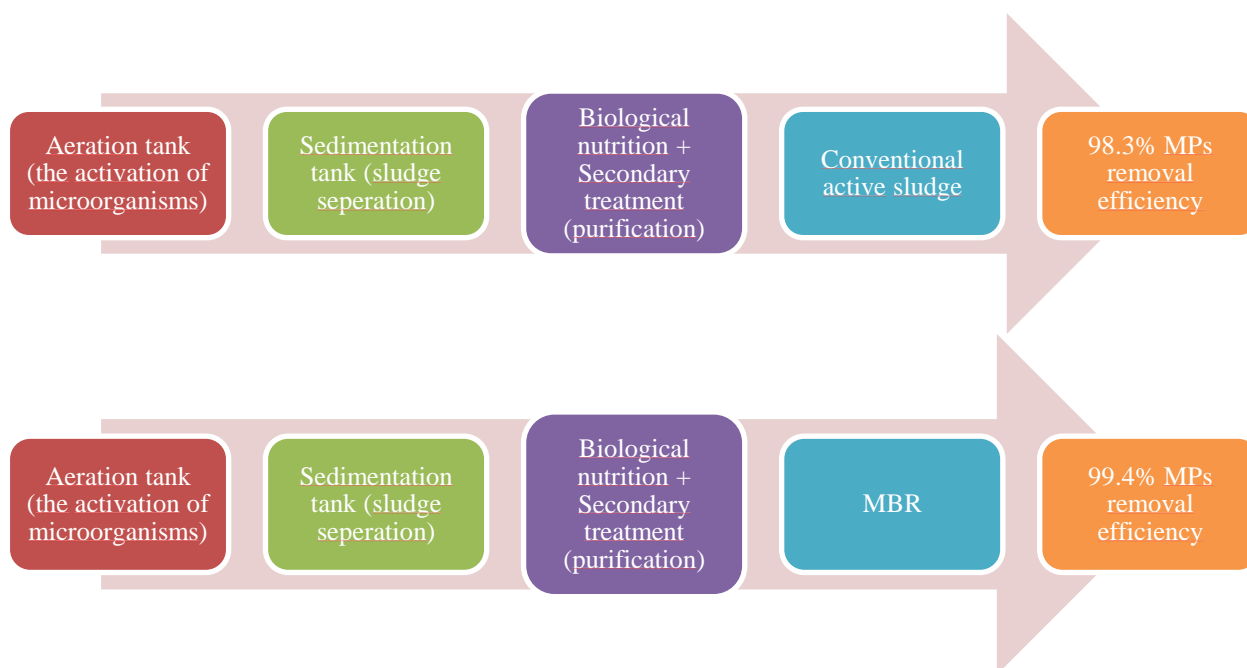 Aeration tank
(the activation of
microorganisms)
Sedimentation
tank (sludge
seperation)
Biological
nutrition +
Secondary
treatment
(purification)
Conventional
active sludge
98.3% MPs
removal
efficiency
Aeration tank
(the activation of
microorganisms)
Sedimentation
tank (sludge
seperation)
Biological
nutrition +
Secondary
treatment
(purification)
MBR
99.4% MPs
removal
efficiency